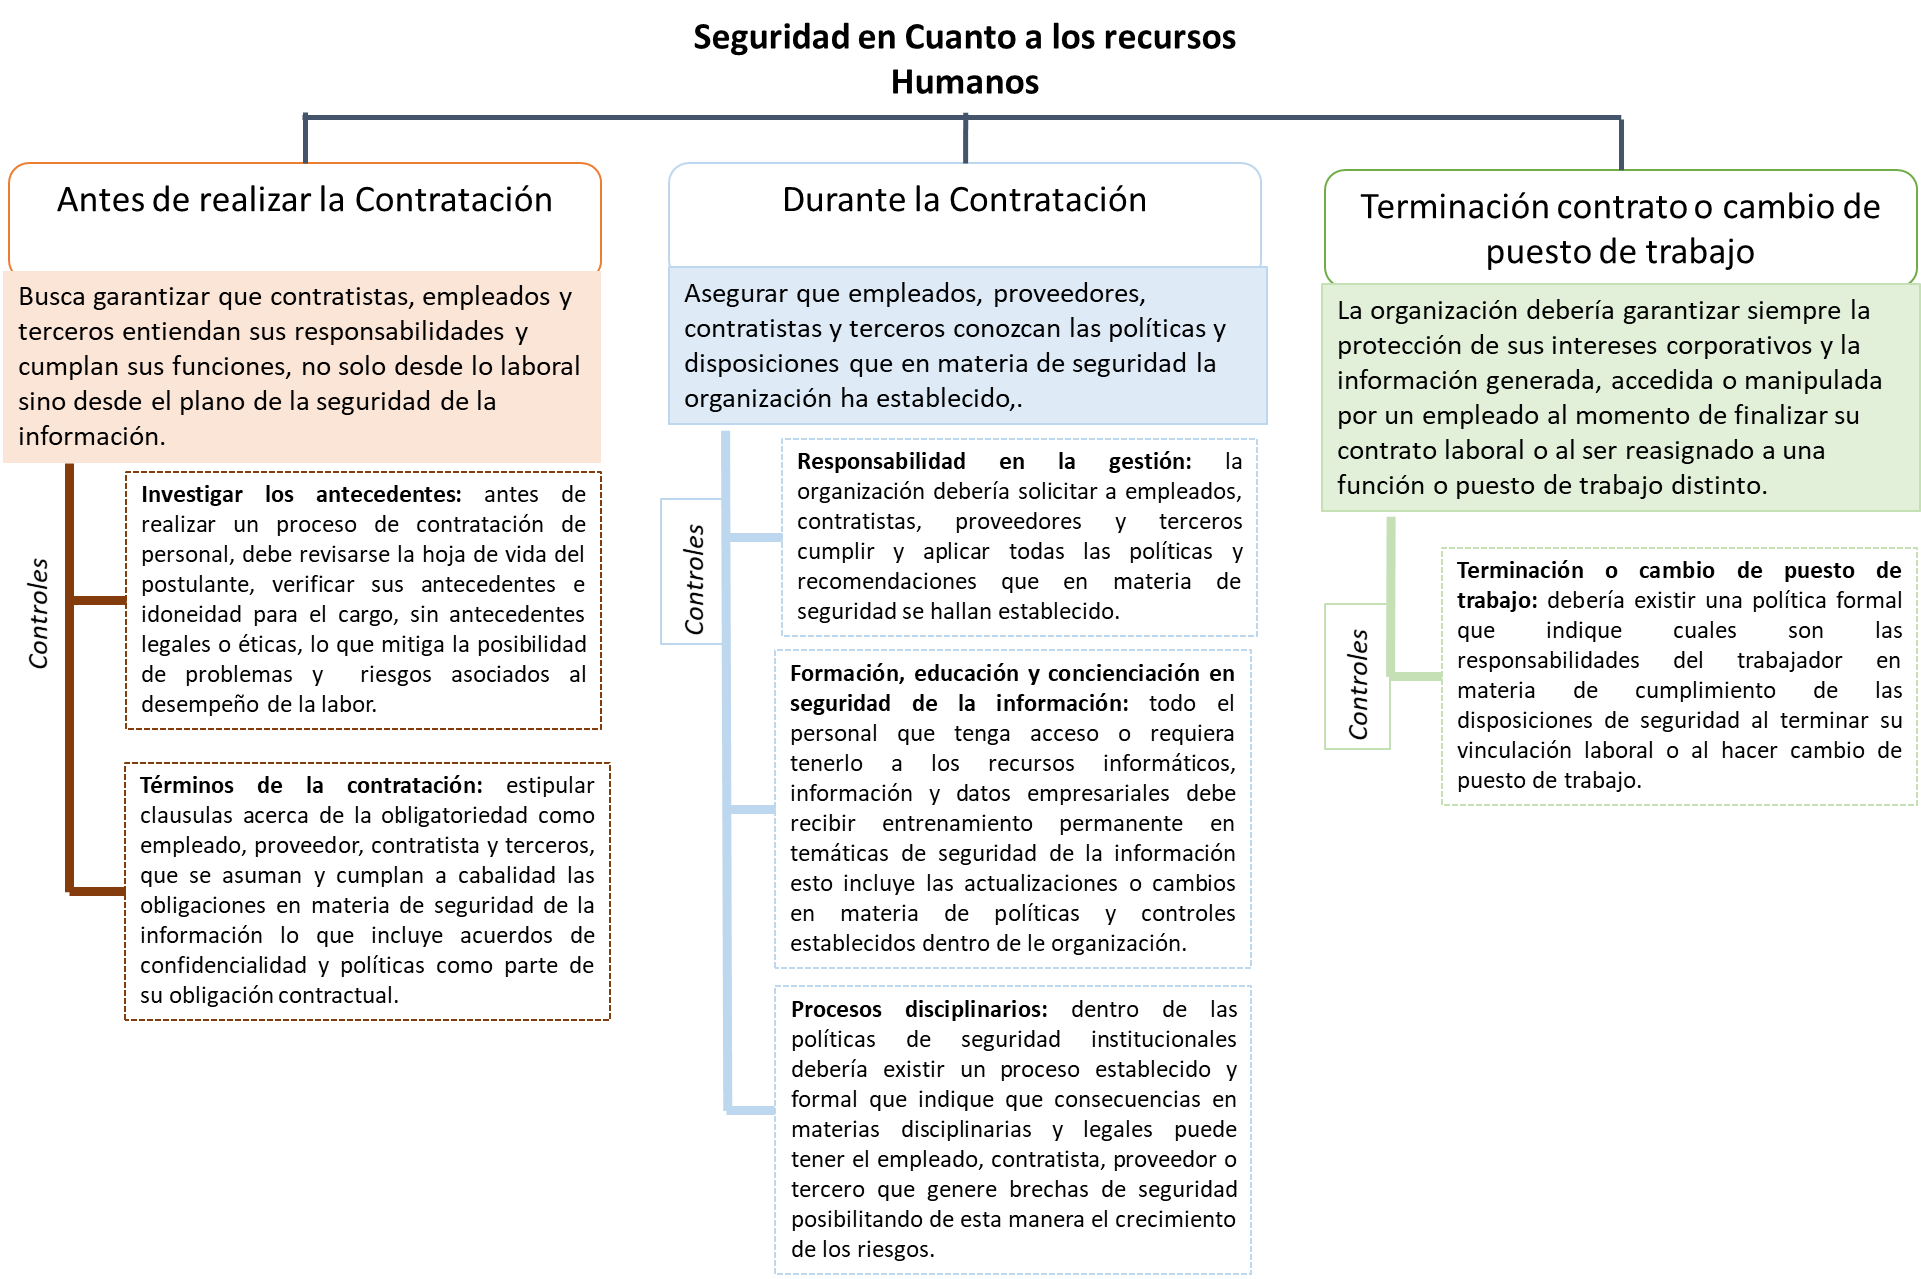 Seguridad en Cuanto a los recursos
Humanos
Antes de realizar la Contratación
Busca garantizar que contratistas, empleados y
terceros entiendan sus responsabilidades y
cumplan sus funciones, no solo desde lo laboral
sino desde el plano de la seguridad de la
información.
Controles
Investigar los antecedentes: antes de
realizar un proceso de contratación de
personal, debe revisarse la hoja de vida del
postulante, verificar sus antecedentes e
idoneidad para el cargo, sin antecedentes
legales o éticas, lo que mitiga la posibilidad
de problemas y riesgos asociados al
desempeño de la labor.
Términos de la contratación: estipular
clausulas acerca de la obligatoriedad como
empleado, proveedor, contratista y terceros,
que se asuman y cumplan a cabalidad las
obligaciones en materia de seguridad de la
información lo que incluye acuerdos de
confidencialidad y políticas como parte de
su obligación contractual.
Durante la Contratación
Asegurar que empleados, proveedores,
contratistas y terceros conozcan las políticas y
disposiciones que en materia de seguridad la
organización ha establecido,.
Controles
Responsabilidad en la gestión: la
organización debería solicitar a empleados,
contratistas, proveedores y terceros
cumplir y aplicar todas las políticas y
recomendaciones que en materia de
seguridad se hallan establecido.
Formación, educación y concienciación en
seguridad de la información: todo el
personal que tenga acceso o requiera
tenerlo a los recursos informáticos,
información y datos empresariales debe
recibir entrenamiento permanente en
temáticas de seguridad de la información
esto incluye las actualizaciones o cambios
en materia de políticas y controles
establecidos dentro de le organización.
Procesos disciplinarios: dentro de las
políticas de seguridad institucionales
debería existir un proceso establecido y
formal que indique que consecuencias en
materias disciplinarias y legales puede
tener el empleado, contratista, proveedor o
tercero que genere brechas de seguridad
posibilitando de esta manera el crecimiento
de los riesgos.
Terminación contrato o cambio de
puesto de trabajo
La organización debería garantizar siempre la
protección de sus intereses corporativos y la
información generada, accedida o manipulada
por un empleado al momento de finalizar su
contrato laboral o al ser reasignado a una
función o puesto de trabajo distinto.
Controles
Terminación o cambio de puesto de
trabajo: debería existir una política formal
que indique cuales son las
responsabilidades del trabajador en
materia de cumplimiento de las
disposiciones de seguridad al terminar su
vinculación laboral o al hacer cambio de
puesto de trabajo.